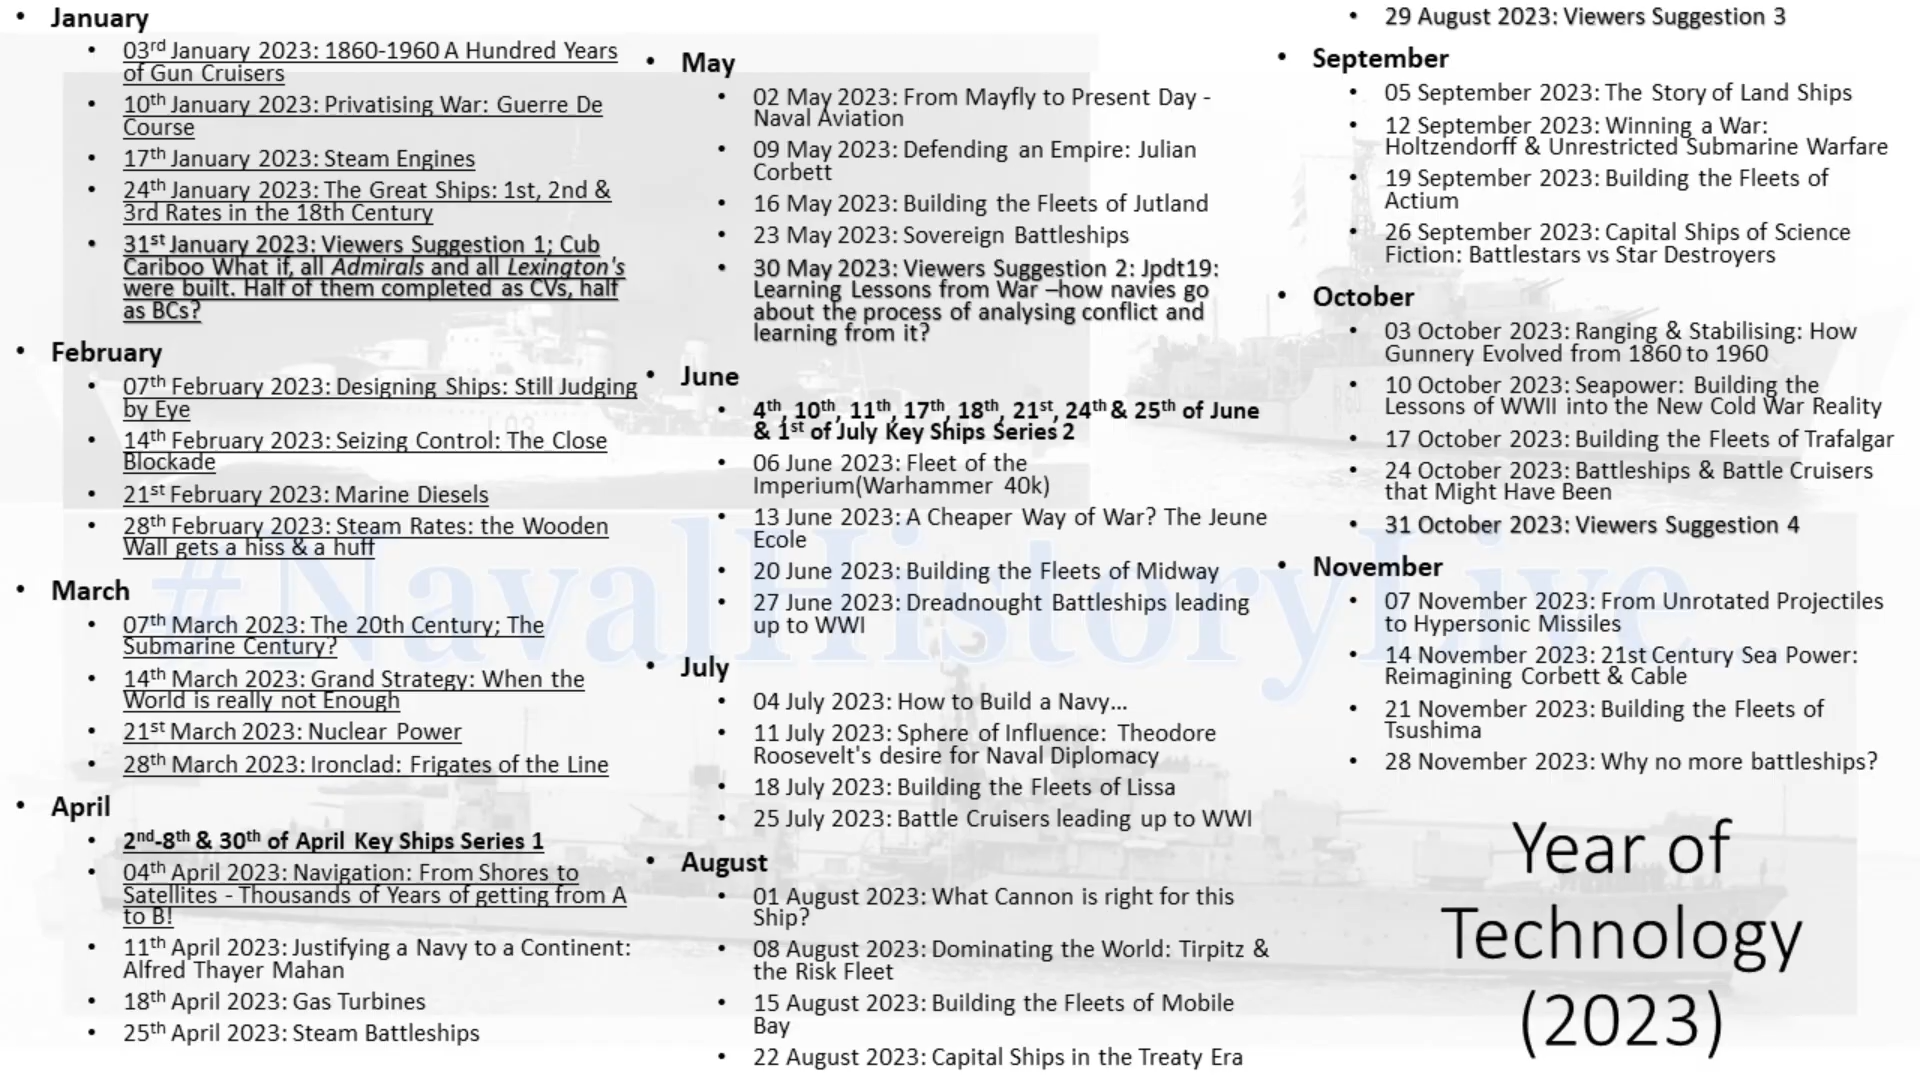 January
03rd January 2023: 1860-1960 A Hundred Years
of Gun Cruisers
10th January 2023: Privatising War: Guerre De
Course
17th January 2023: Steam Engines
24th January 2023: The Great Ships: 1st, 2nd &
3rd Rates in the 18th Century
31st January 2023: Viewers Suggestion 1; Cub
Cariboo What if, all Admirals and all Lexington's
were built. Half of them completed as CVs, half
as BCs?
February
07th February 2023: Designing Ships: Still Judging
by Eye
14th February 2023: Seizing Control: The Close
Blockade
21st February 2023: Marine Diesels
28th February 2023: Steam Rates: the Wooden
Wall gets a hiss & a huff
March
07th March 2023: The 20th Century; The
Submarine Century?
14th March 2023: Grand Strategy: When the
World is really not Enough
21st March 2023: Nuclear Power
28th March 2023: Ironclad: Frigates of the Line
April
2nd-8th & 30th of April Key Ships Series 1
04th April 2023: Navigation: From Shores to
Satellites - Thousands of Years of getting from A
to B!
11th April 2023: Justifying a Navy to a Continent:
Alfred Thayer Mahan
18th April 2023: Gas Turbines
25th April 2023: Steam Battleships
May
02 May 2023: From Mayfly to Present Day -
Naval Aviation
09 May 2023: Defending an Empire: Julian
Corbett
16 May 2023: Building the Fleets of Jutland
23 May 2023: Sovereign Battleships
30 May 2023: Viewers Suggestion 2: Jpdt19:
Learning Lessons from War –how navies go
about the process of analysing conflict and
learning from it?
June
4th, 10th, 11th, 17th, 18th, 21st, 24th & 25th of June
& 1st of July Key Ships Series 2
06 June 2023: Fleet of the
Imperium(Warhammer 40k)
13 June 2023: A Cheaper Way of War? The Jeune
Ecole
20 June 2023: Building the Fleets of Midway
27 June 2023: Dreadnought Battleships leading
up to WWI
July
04 July 2023: How to Build a Navy...
11 July 2023: Sphere of Influence: Theodore
Roosevelt's desire for Naval Diplomacy
18 July 2023: Building the Fleets of Lissa
25 July 2023: Battle Cruisers leading up to WWI
August
01 August 2023: What Cannon is right for this
Ship?
08 August 2023: Dominating the World: Tirpitz &
the Risk Fleet
15 August 2023: Building the Fleets of Mobile
Bay
22 August 2023: Capital Ships in the Treaty Era
29 August 2023: Viewers Suggestion 3
September
05 September 2023: The Story of Land Ships
12 September 2023: Winning a War:
Holtzendorff & Unrestricted Submarine Warfare
19 September 2023: Building the Fleets of
Actium
26 September 2023: Capital Ships of Science
Fiction: Battlestars vs Star Destroyers
October
03 October 2023: Ranging & Stabilising: How
Gunnery Evolved from 1860 to 1960
10 October 2023: Seapower: Building the
Lessons of WWII into the New Cold War Reality
17 October 2023: Building the Fleets of Trafalgar
24 October 2023: Battleships & Battle Cruisers
that Might Have Been
31 October 2023: Viewers Suggestion 4
November
07 November 2023: From Unrotated Projectiles
to Hypersonic Missiles
14 November 2023: 21st Century Sea Power:
Reimagining Corbett & Cable
21 November 2023: Building the Fleets of
Tsushima
28 November 2023: Why no more battleships?
Year of
Technology
(2023)
#NavalHistoryLive...
L03